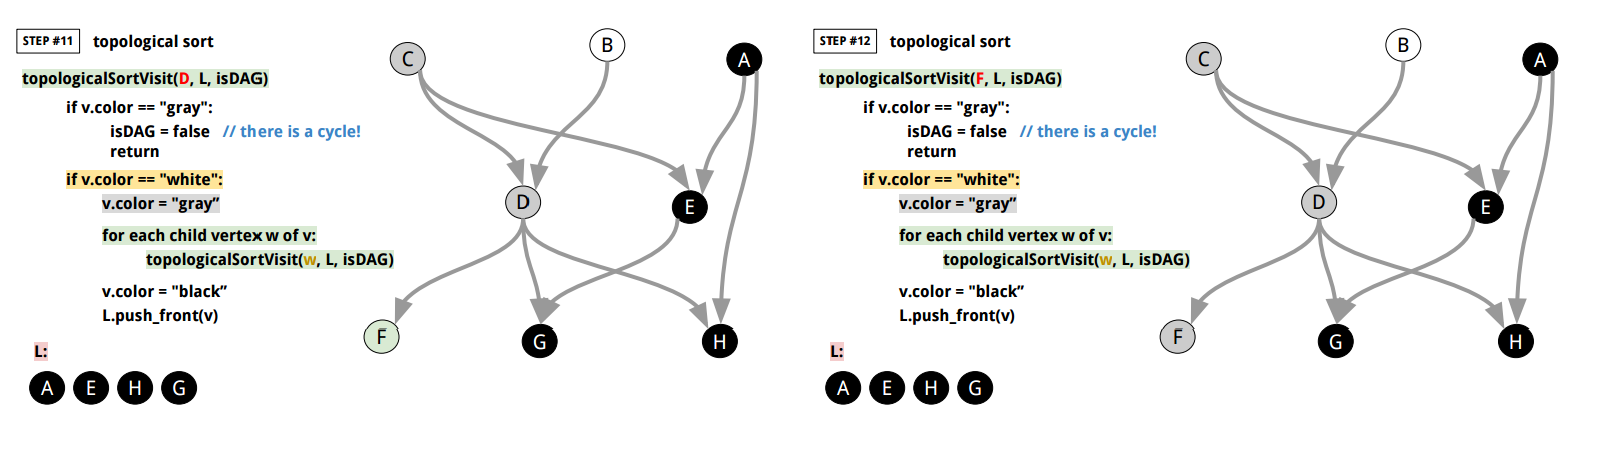 STEP #11 topological sort
topologicalSortVisit(D, L, isDAG)
if v.color == "gray":
isDAG = false // there is a cycle!
return
if v.color == "white":
v.color = "gray”
for each child vertex w of v:
topologicalSortVisit(w, L, isDAG)
v.color = "black”
L.push_front(v)
L:
A E H G
C B A
D E
F G H
STEP #12 topological sort
topologicalSortVisit(F, L, isDAG)
if v.color == "gray":
isDAG = false // there is a cycle!
return
if v.color == "white":
v.color = "gray”
for each child vertex w of v:
topologicalSortVisit(w, L, isDAG)
v.color = "black”
L.push_front(v)
L:
A E H G
C B A
D E
F G H